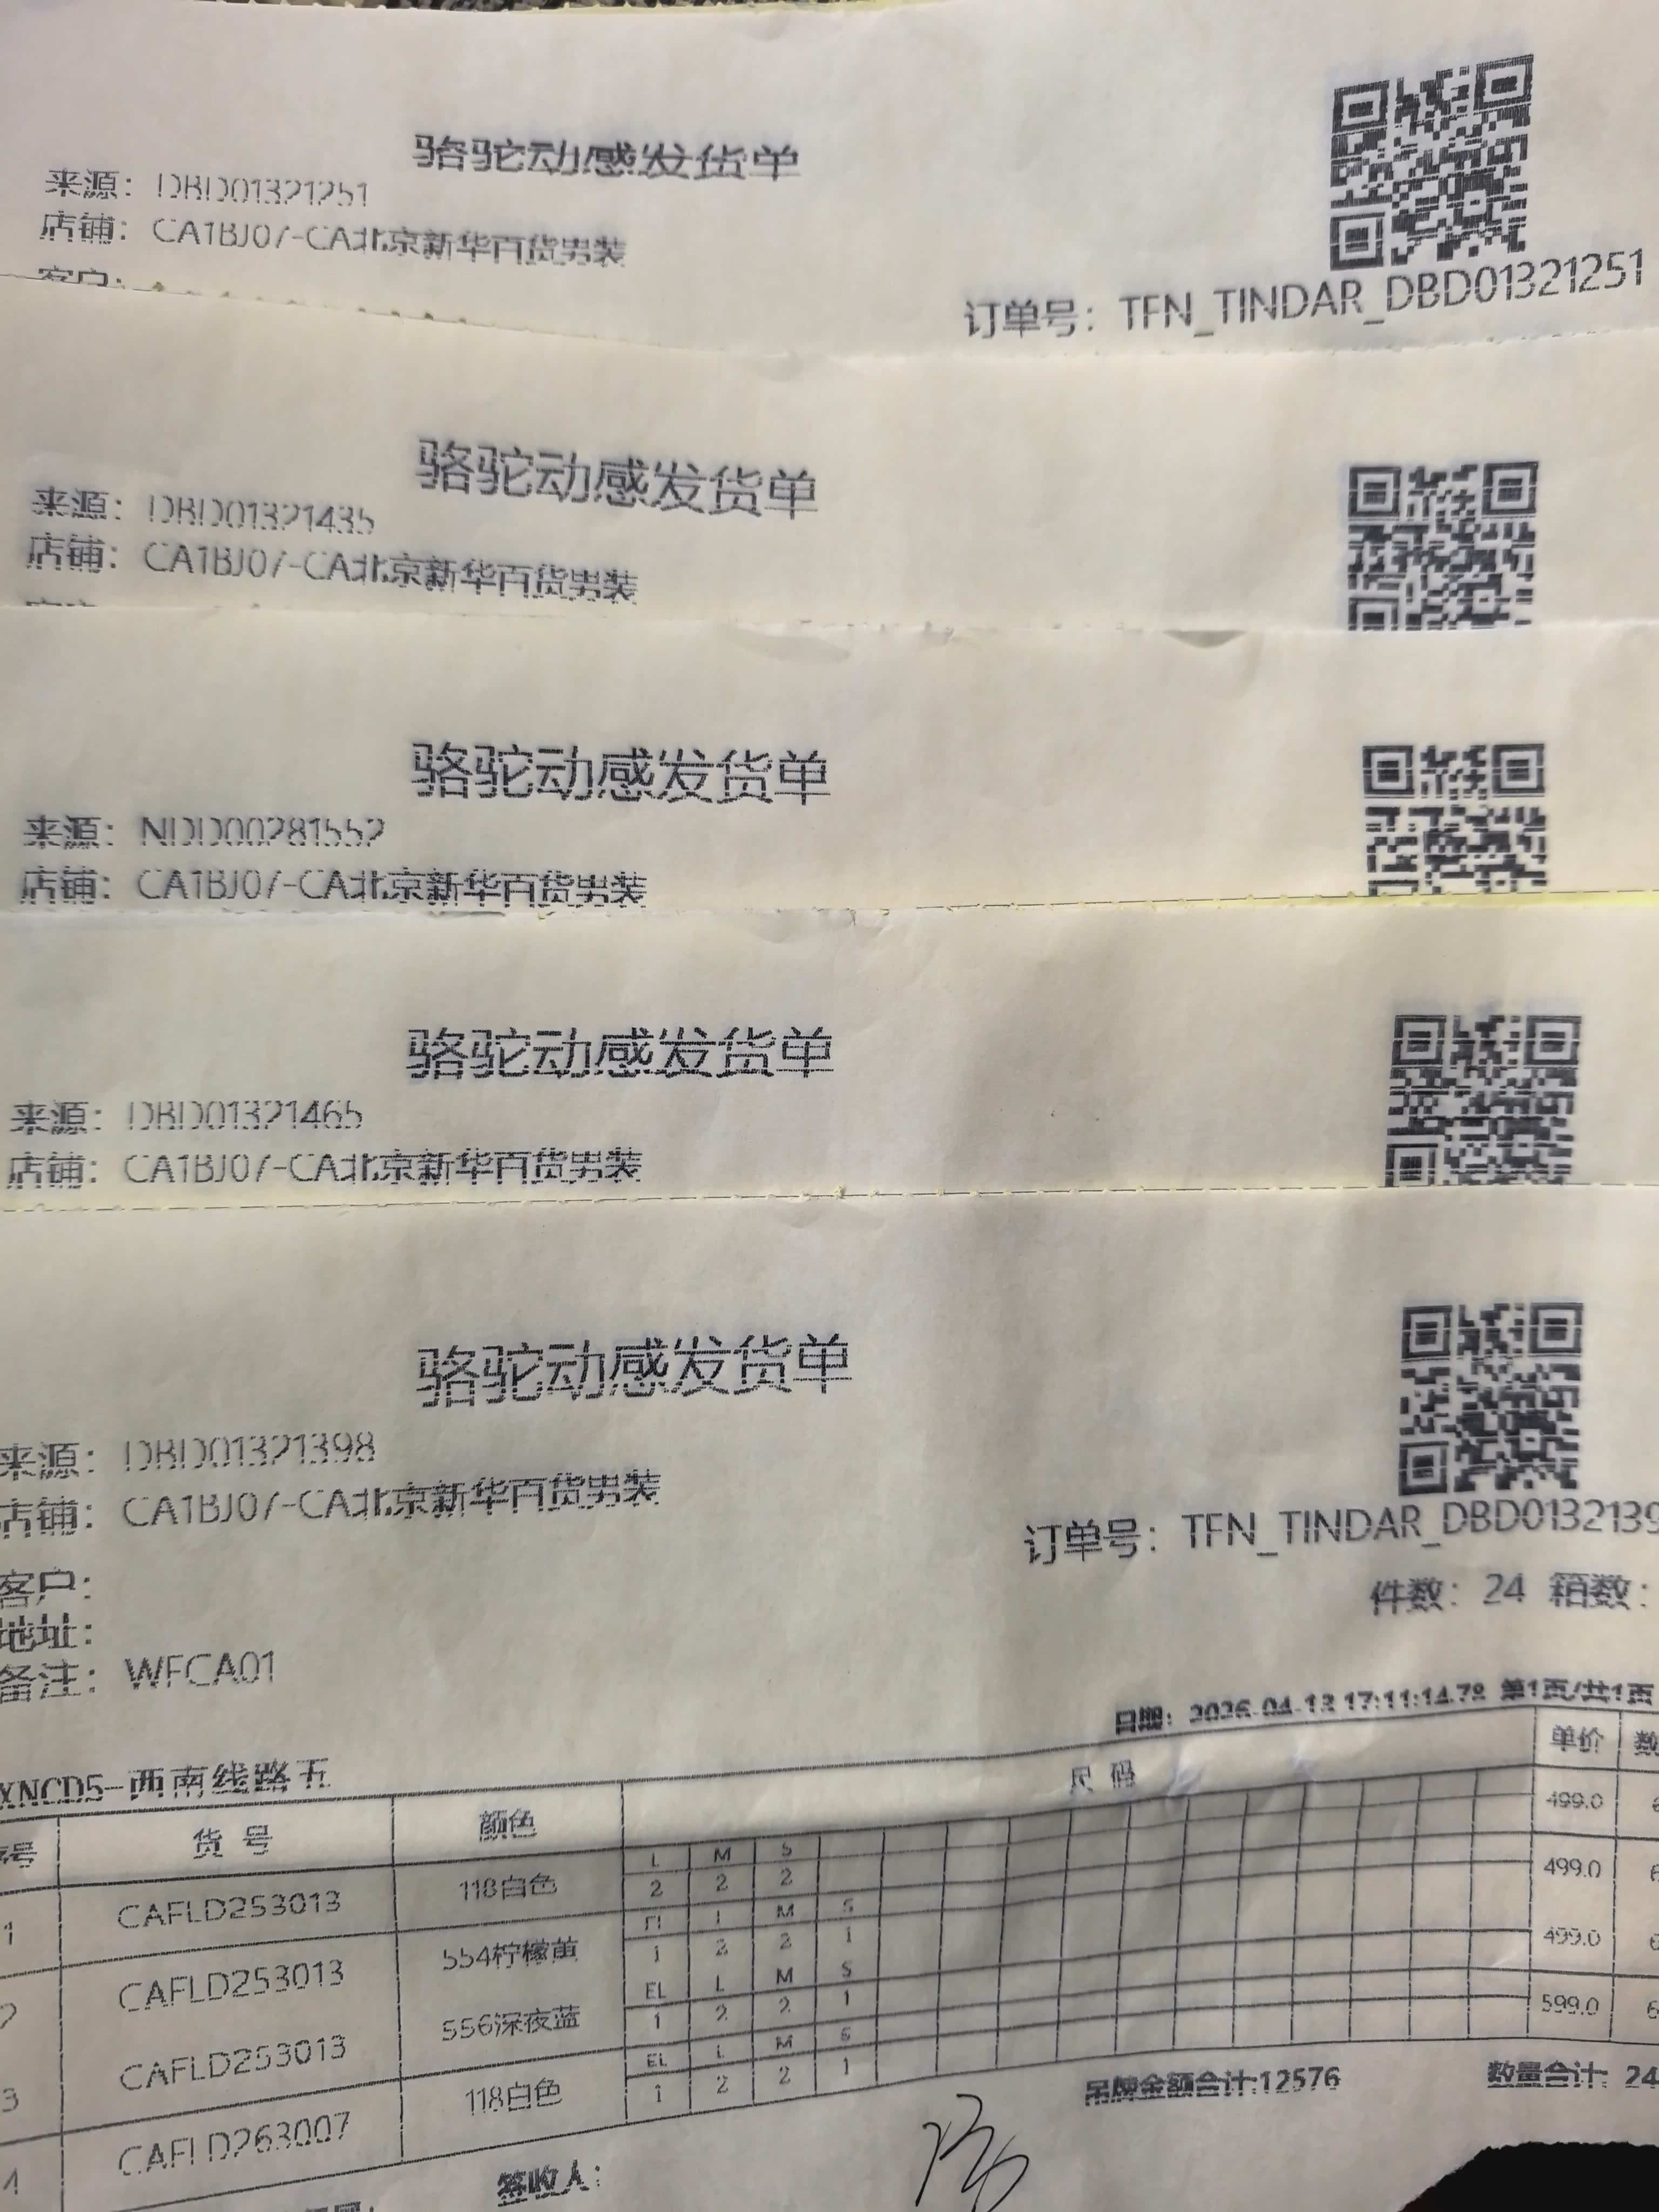 骆驼动感发货单
来源：DBD01321251
店铺：CA1BJ07-CA北京新华百货男装
客户：
订单号：TFN_TINDAR_DBD01321251
骆驼动感发货单
来源：DBD01321435
店铺：CA1BJ07-CA北京新华百货男装
骆驼动感发货单
来源：NDD00281552
店铺：CA1BJ07-CA北京新华百货男装
骆驼动感发货单
来源：DBD01321465
店铺：CA1BJ07-CA北京新华百货男装
骆驼动感发货单
来源：DBD01321398
店铺：CA1BJ07-CA北京新华百货男装
订单号：TFN_TINDAR_DBD0132139
客户：
件数：24 箱数：
地址：
备注：WFCA01
日期：2026-04-13 17:11:14.78 第1页/共1页
XNCD5-西南线路五
序号 货号 颜色 尺码 单价 数
L M S
1 CAFLD253013 118白色 2 2 2 499.0 6
EL L M S
2 CAFLD253013 554柠檬黄 1 2 2 1 499.0 6
EL L M S
3 CAFLD253013 556深夜蓝 1 2 2 1 499.0 6
EL L M S
4 CAFLD263007 118白色 1 2 2 1 599.0 6
吊牌金额合计:12576 数量合计: 24
签收人：